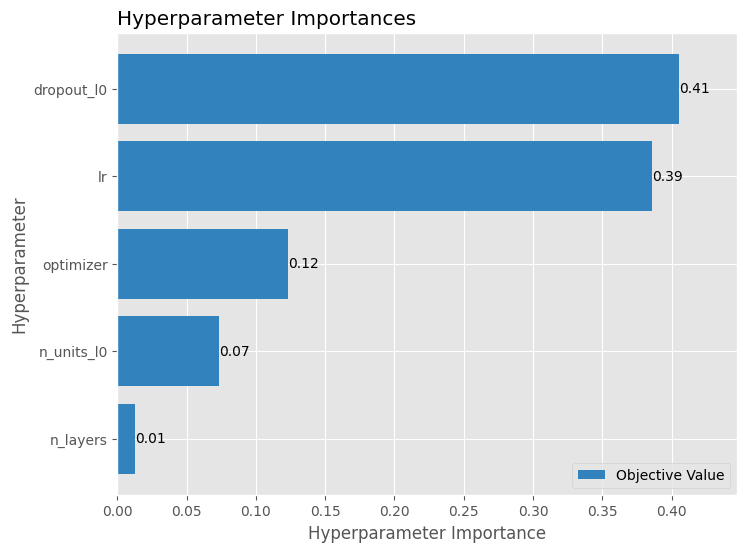 Hyperparameter Importances
Hyperparameter
dropout_l0
0.41
lr
0.39
optimizer
0.12
n_units_l0
0.07
n_layers
0.01
Objective Value
0.00 0.05 0.10 0.15 0.20 0.25 0.30 0.35 0.40
Hyperparameter Importance